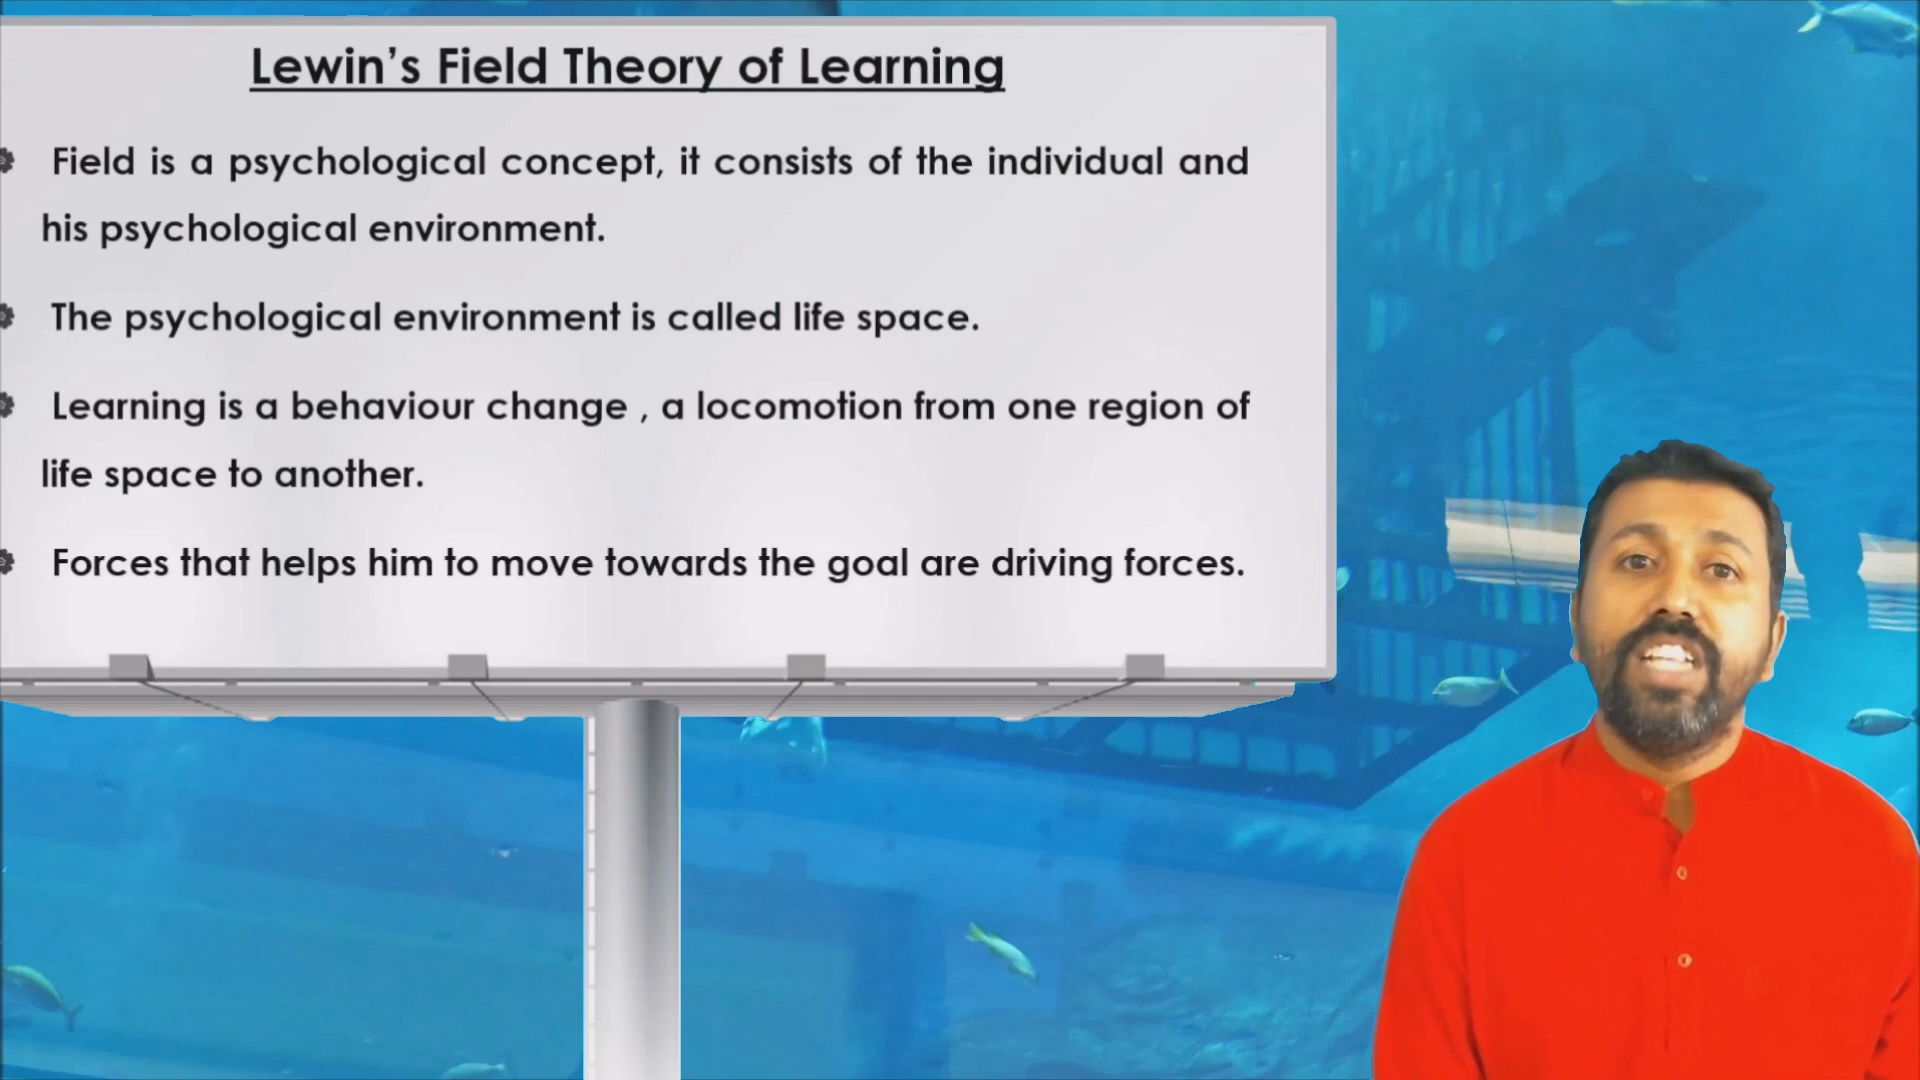 Lewin's Field Theory of Learning
Field is a psychological concept, it consists of the individual and
his psychological environment.
The psychological environment is called life space.
Learning is a behaviour change , a locomotion from one region of
life space to another.
Forces that helps him to move towards the goal are driving forces.